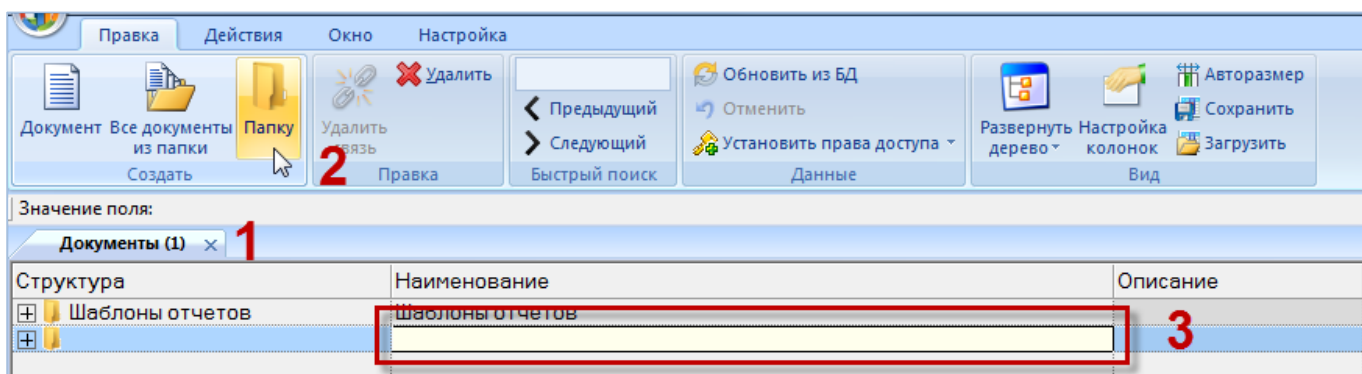 Правка Действия Окно Настройка
Удалить Обновить из БД Авторазмер
Предыдущий Отменить Сохранить
Документ Все документы из папки Папку Удалить связь Следующий Установить права доступа Развернуть дерево Настройка колонок Загрузить
2
Создать Правка Быстрый поиск Данные Вид
Значение поля:
Документы (1) 1
Структура Наименование Описание
Шаблоны отчетов Шаблоны отчетов
3